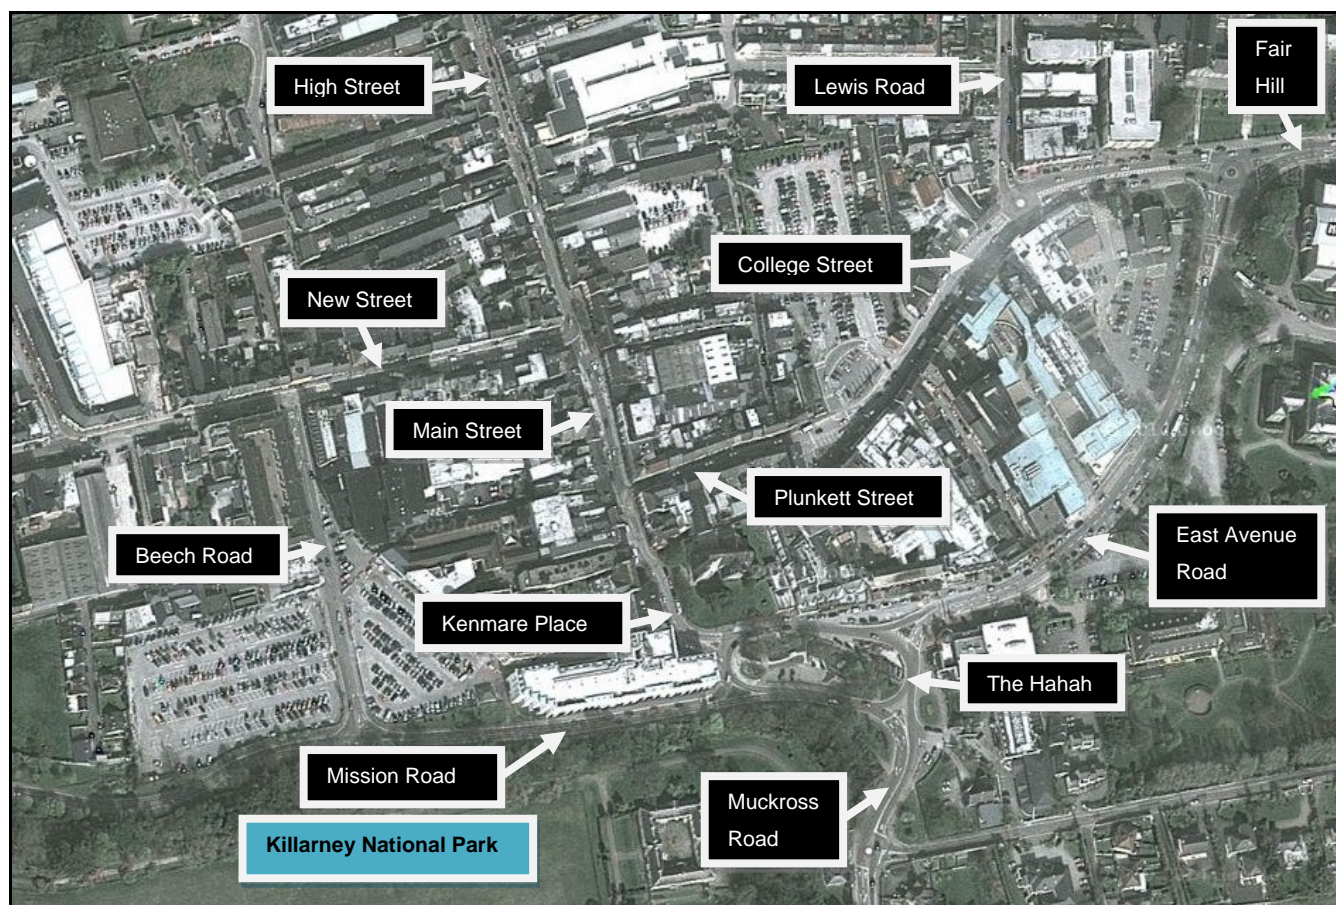 High Street
Lewis Road
Fair
Hill
College Street
New Street
Main Street
Plunkett Street
East Avenue
Road
Beech Road
Kenmare Place
The Hahah
Mission Road
Muckross
Road
Killarney National Park